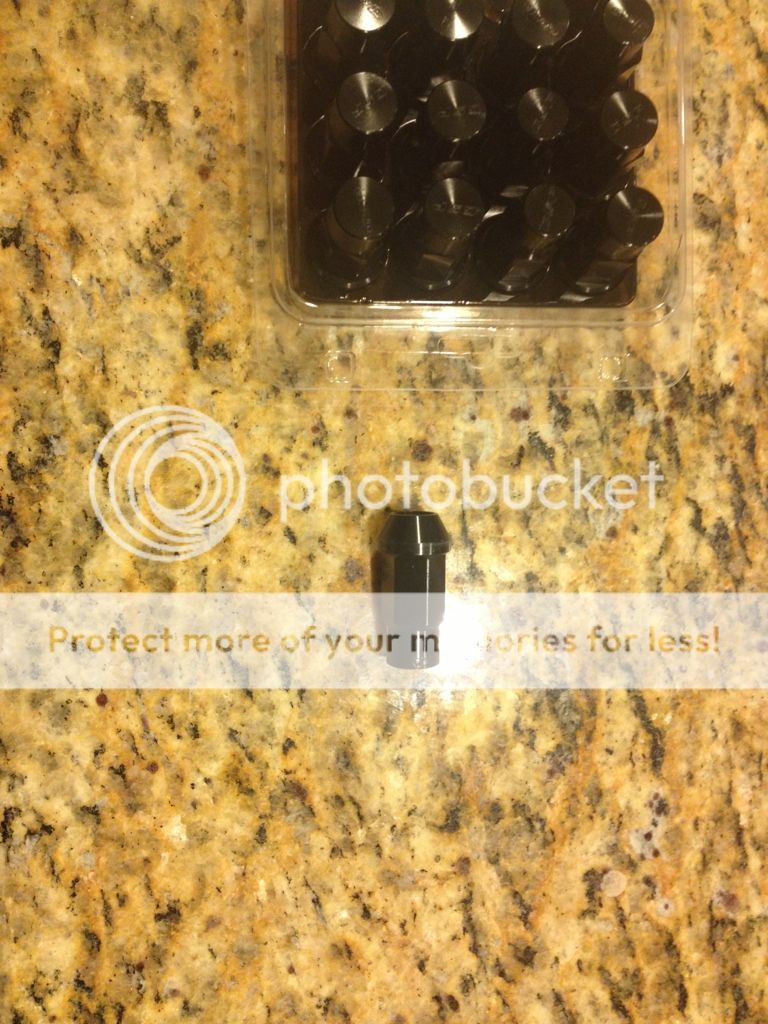 photobucket
Protect more of your memories for less!